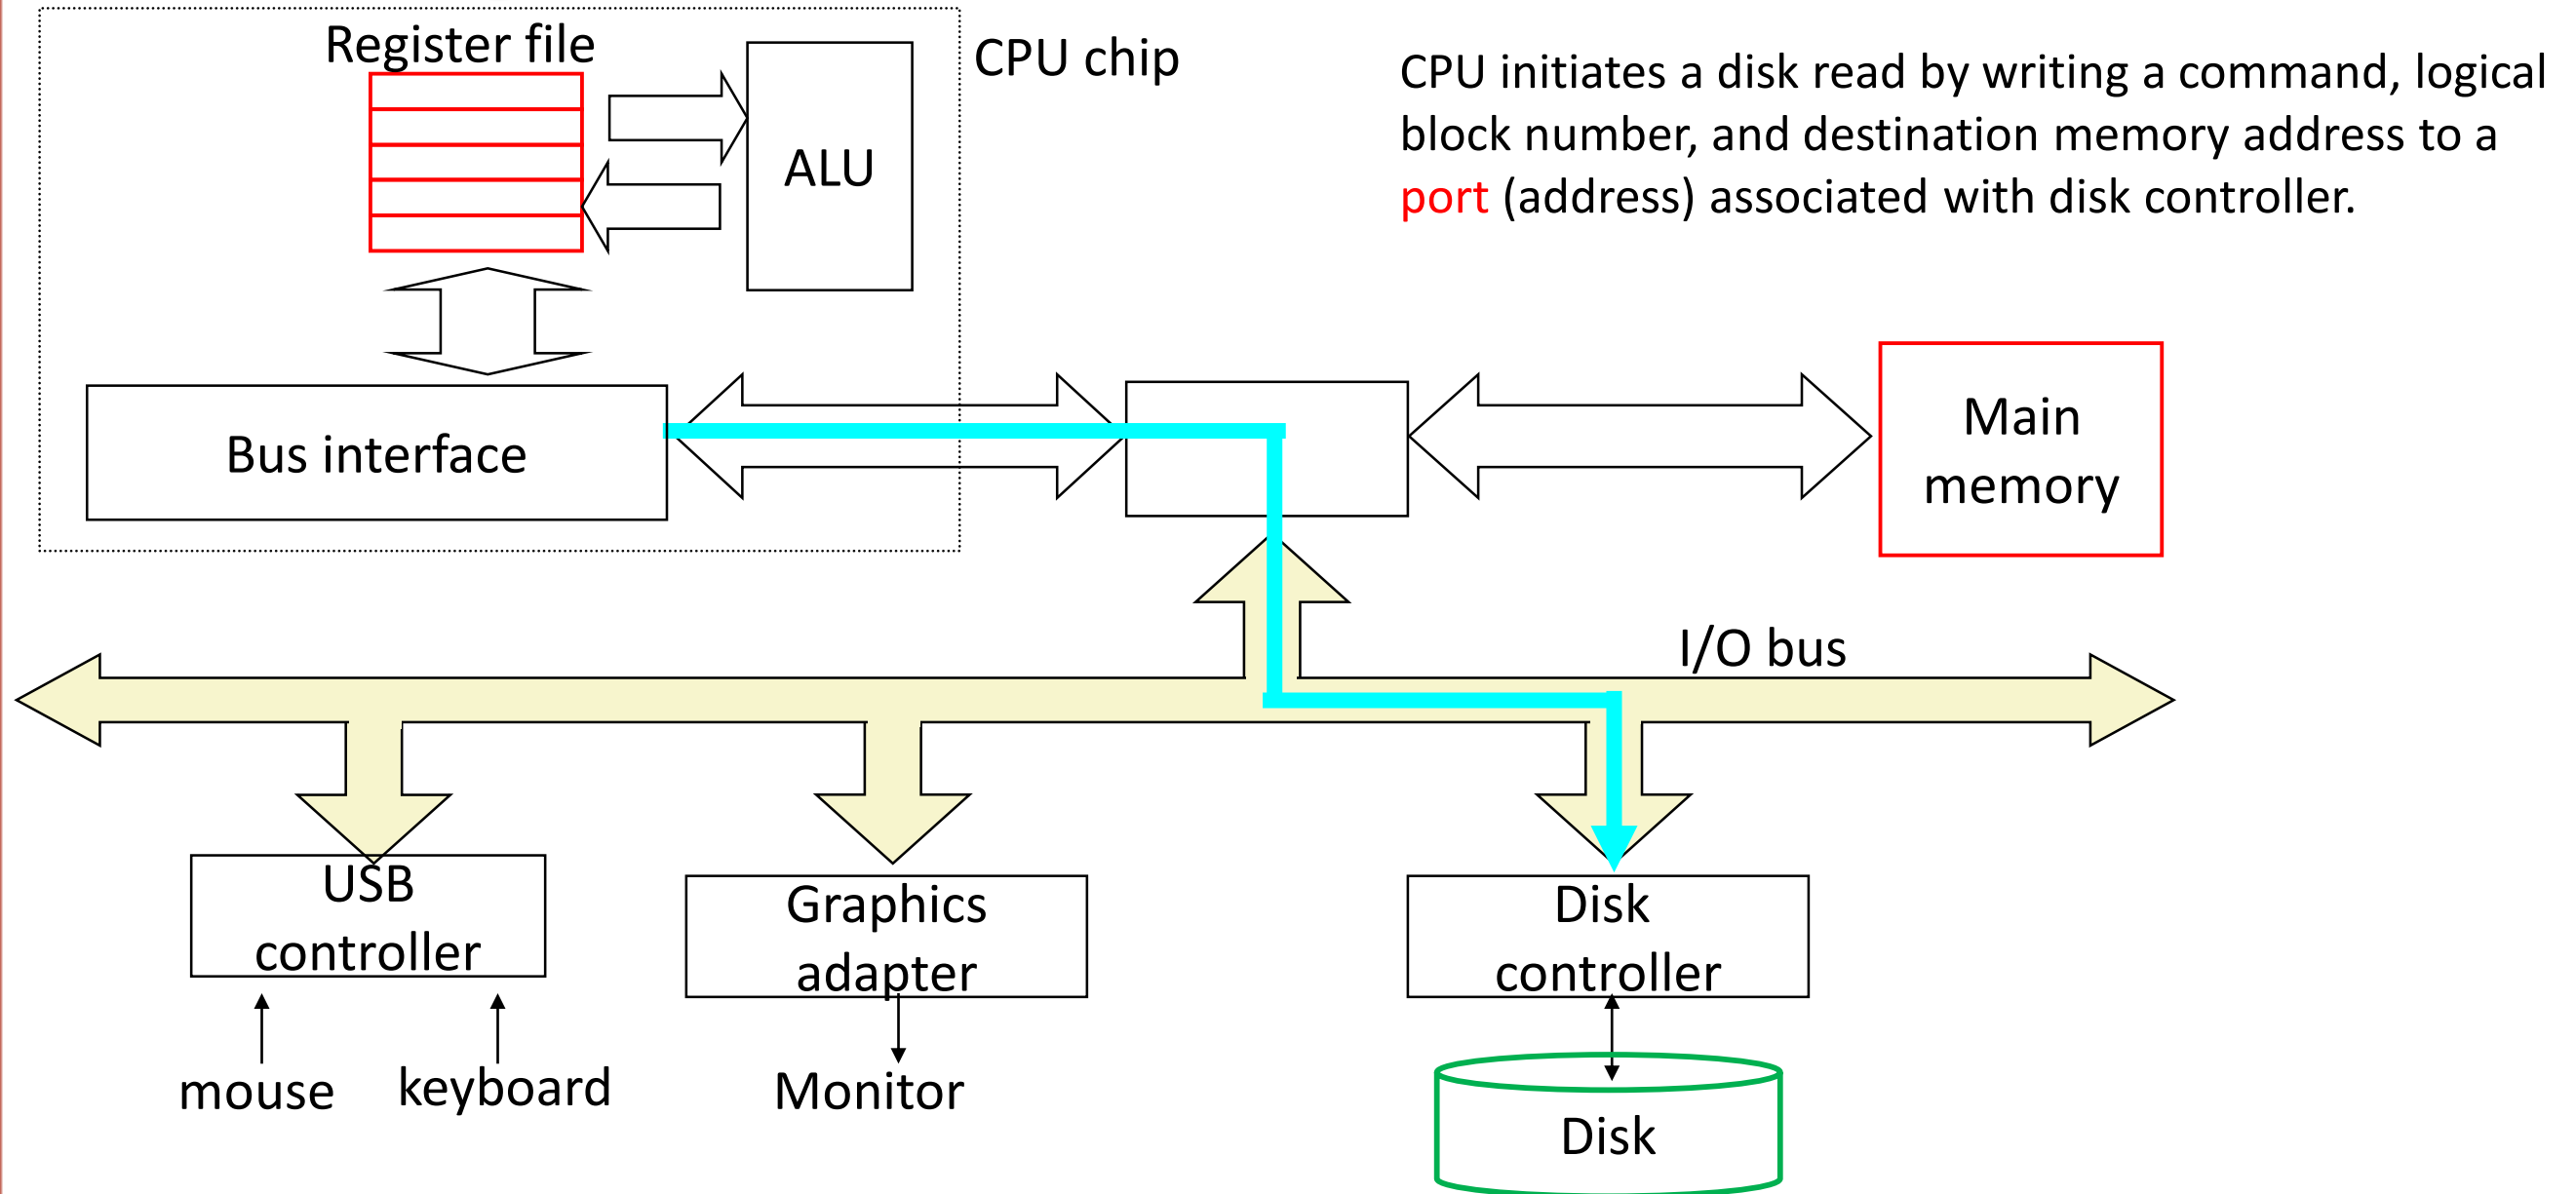 Register file
CPU chip
ALU
CPU initiates a disk read by writing a command, logical
block number, and destination memory address to a
port (address) associated with disk controller.
Bus interface
Main
memory
I/O bus
USB
controller
Graphics
adapter
Disk
controller
mouse
keyboard
Monitor
Disk